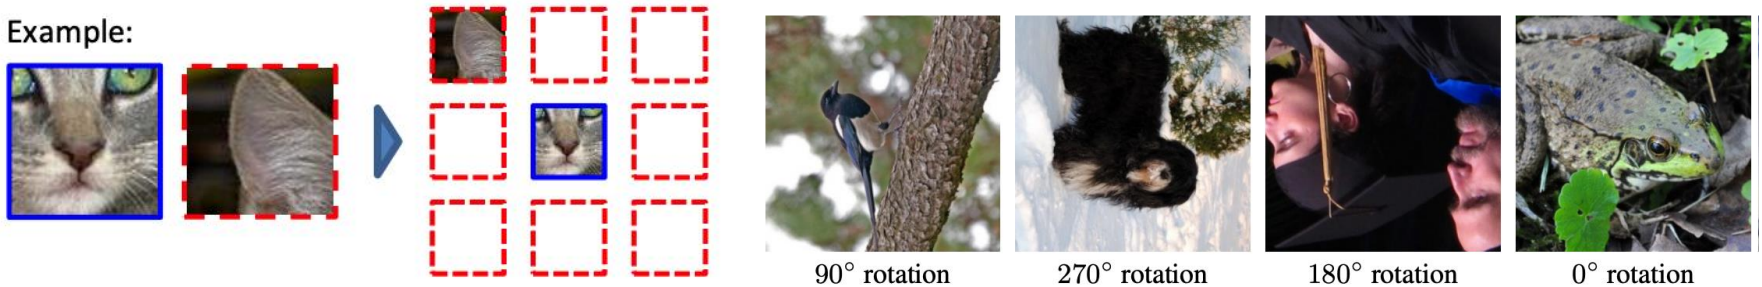 Example:
90° rotation
270° rotation
180° rotation
0° rotation